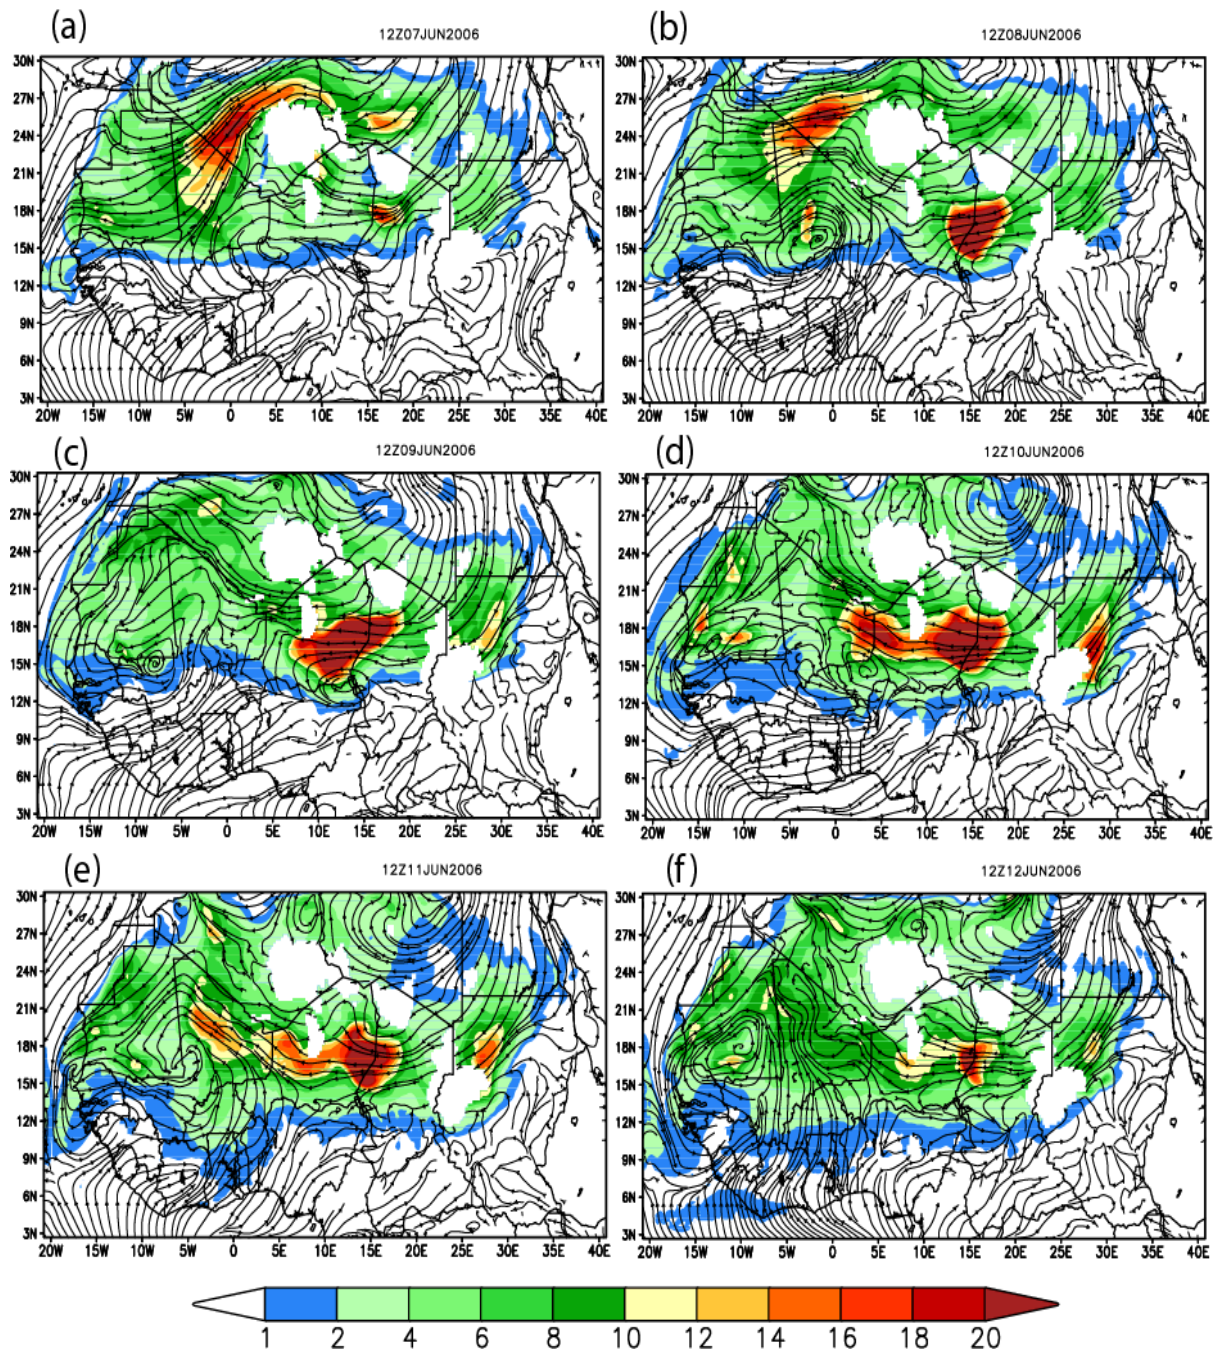 (a) 12Z07JUN2006 (b) 12Z08JUN2006
30N 30N
27N 27N
24N 24N
21N 21N
18N 18N
15N 15N
12N 12N
9N 9N
6N 6N
3N 3N
20W 15W 10W 5W 0 5E 10E 15E 20E 25E 30E 35E 40E 20W 15W 10W 5W 0 5E 10E 15E 20E 25E 30E 35E 40E
(c) 12Z09JUN2006 (d) 12Z10JUN2006
30N 30N
27N 27N
24N 24N
21N 21N
18N 18N
15N 15N
12N 12N
9N 9N
6N 6N
3N 3N
20W 15W 10W 5W 0 5E 10E 15E 20E 25E 30E 35E 40E 20W 15W 10W 5W 0 5E 10E 15E 20E 25E 30E 35E 40E
(e) 12Z11JUN2006 (f) 12Z12JUN2006
30N 30N
27N 27N
24N 24N
21N 21N
18N 18N
15N 15N
12N 12N
9N 9N
6N 6N
3N 3N
20W 15W 10W 5W 0 5E 10E 15E 20E 25E 30E 35E 40E 20W 15W 10W 5W 0 5E 10E 15E 20E 25E 30E 35E 40E
1 2 4 6 8 10 12 14 16 18 20